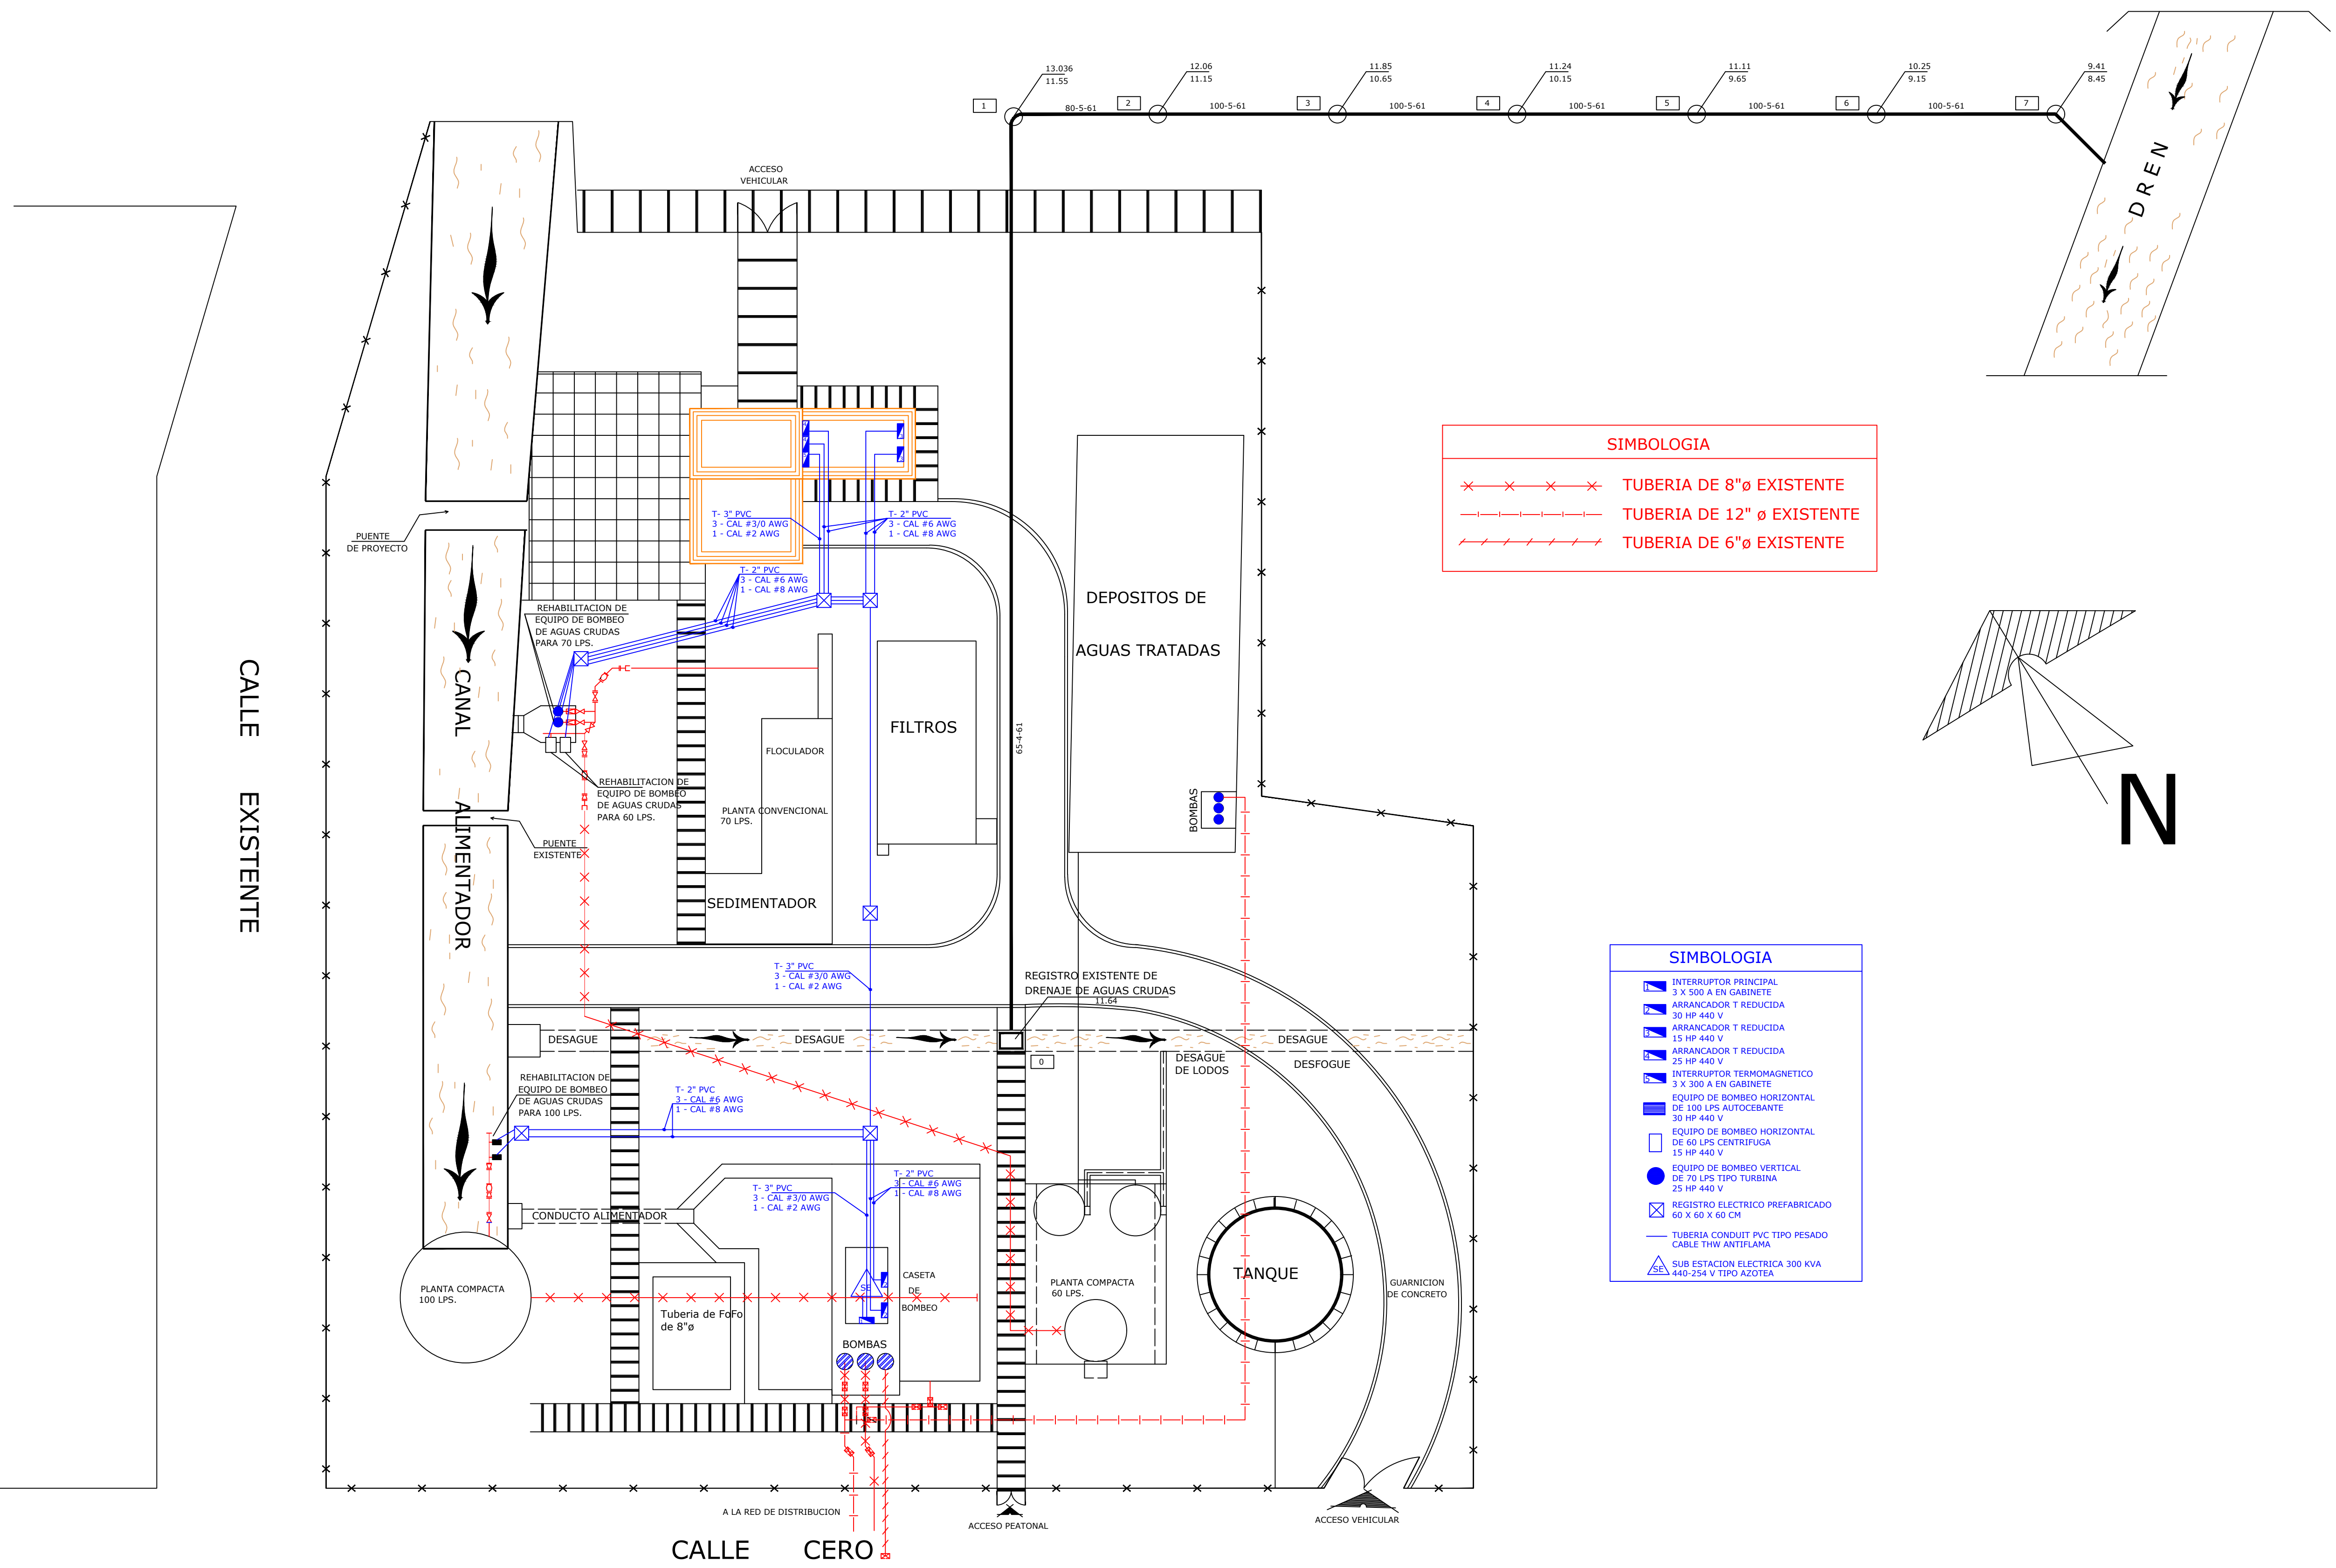 13.036
11.55
12.06
11.15
11.85
10.65
11.24
10.15
11.11
9.65
10.25
9.15
9.41
8.45
1
80-5-61
2
100-5-61
3
100-5-61
4
100-5-61
5
100-5-61
6
100-5-61
7
DREN
ACCESO
VEHICULAR
SIMBOLOGIA
TUBERIA DE 8"ø EXISTENTE
TUBERIA DE 12" ø EXISTENTE
TUBERIA DE 6"ø EXISTENTE
PUENTE
DE PROYECTO
T- 3" PVC
3 - CAL #3/0 AWG
1 - CAL #2 AWG
T- 2" PVC
3 - CAL #6 AWG
1 - CAL #8 AWG
T- 2" PVC
3 - CAL #6 AWG
1 - CAL #8 AWG
REHABILITACION DE
EQUIPO DE BOMBEO
DE AGUAS CRUDAS
PARA 70 LPS.
DEPOSITOS DE
AGUAS TRATADAS
CALLE EXISTENTE
CANAL ALIMENTADOR
FILTROS
FLOCULADOR
65-4-61
REHABILITACION DE
EQUIPO DE BOMBEO
DE AGUAS CRUDAS
PARA 60 LPS.
PLANTA CONVENCIONAL
70 LPS.
BOMBAS
N
PUENTE
EXISTENTE
SEDIMENTADOR
T- 3" PVC
3 - CAL #3/0 AWG
1 - CAL #2 AWG
REGISTRO EXISTENTE DE
DRENAJE DE AGUAS CRUDAS
11.64
DESAGUE
DESAGUE
DESAGUE
0
DESAGUE
DE LODOS
DESFOGUE
REHABILITACION DE
EQUIPO DE BOMBEO
DE AGUAS CRUDAS
PARA 100 LPS.
T- 2" PVC
3 - CAL #6 AWG
1 - CAL #8 AWG
T- 3" PVC
3 - CAL #3/0 AWG
1 - CAL #2 AWG
T- 2" PVC
3 - CAL #6 AWG
1 - CAL #8 AWG
CONDUCTO ALIMENTADOR
SE
CASETA
DE
BOMBEO
PLANTA COMPACTA
100 LPS.
Tuberia de FoFo
de 8"ø
BOMBAS
PLANTA COMPACTA
60 LPS.
TANQUE
GUARNICION
DE CONCRETO
SIMBOLOGIA
1
INTERRUPTOR PRINCIPAL
3 X 500 A EN GABINETE
2
ARRANCADOR T REDUCIDA
30 HP 440 V
3
ARRANCADOR T REDUCIDA
15 HP 440 V
4
ARRANCADOR T REDUCIDA
25 HP 440 V
5
INTERRUPTOR TERMOMAGNETICO
3 X 300 A EN GABINETE
EQUIPO DE BOMBEO HORIZONTAL
DE 100 LPS AUTOCEBANTE
30 HP 440 V
EQUIPO DE BOMBEO HORIZONTAL
DE 60 LPS CENTRIFUGA
15 HP 440 V
EQUIPO DE BOMBEO VERTICAL
DE 70 LPS TIPO TURBINA
25 HP 440 V
REGISTRO ELECTRICO PREFABRICADO
60 X 60 X 60 CM
TUBERIA CONDUIT PVC TIPO PESADO
CABLE THW ANTIFLAMA
SE
SUB ESTACION ELECTRICA 300 KVA
440-254 V TIPO AZOTEA
A LA RED DE DISTRIBUCION
ACCESO PEATONAL
ACCESO VEHICULAR
CALLE CERO